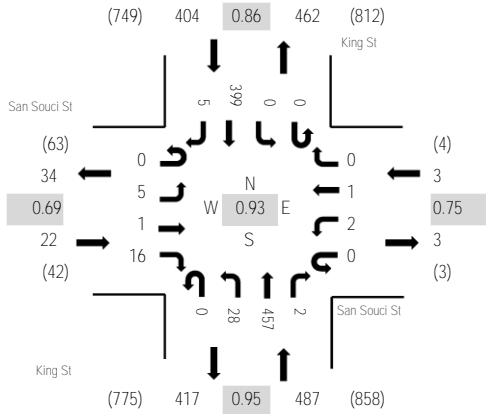 (749) 404 0.86 462 (812)
King St
5 399 0 0
San Souci St
(63) (4)
34 0 0 3
5 N 1
0.69 W 0.93 E 0.75
1 2
22 S 3
16 0
(42) (3)
0 28 457 2
San Souci St
King St
(775) 417 0.95 487 (858)